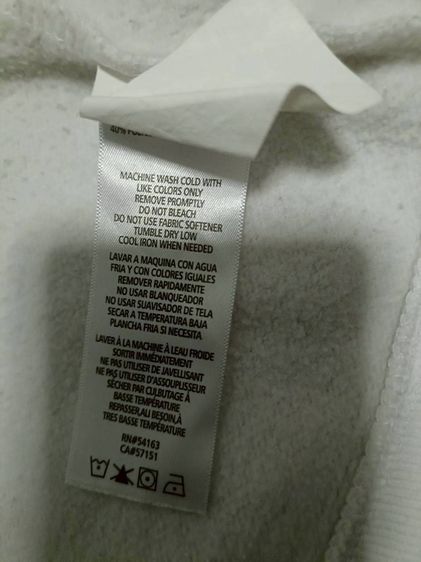 40%
MACHINE WASH COLD WITH
LIKE COLORS ONLY
REMOVE PROMPTLY
DO NOT BLEACH
DO NOT USE FABRIC SOFTENER
TUMBLE DRY LOW
COOL IRON WHEN NEEDED
LAVAR A MAQUINA CON AGUA
FRIA Y CON COLORES IGUALES
REMOVER RAPIDAMENTE
NO USAR BLANQUEADOR
NO USAR SUAVISADOR DE TELA
SECAR A TEMPERATURA BAJA
PLANCHA FRIA SI NECESITA
LAVER À LA MACHINE À LEAU FROIDE
SORTIR IMMÉDIATEMENT
NE PAS UTILISER DE JAVELLISANT
NE PAS UTILISER D'ASSOUPLISSEUR
SÉCHER PAR CULBUTAGE À
BASSE TEMPÉRATURE
REPASSER,AU BESOIN,À
TRES BASSE TEMPÉRATURE
RN#54163
CA#57151